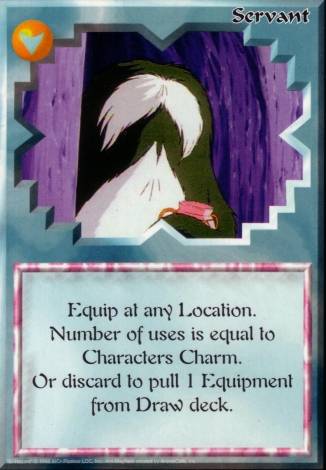 Servant
Equip at any Location.
Number of uses is equal to
Characters Charm.
Or discard to pull 1 Equipment
from Draw deck.